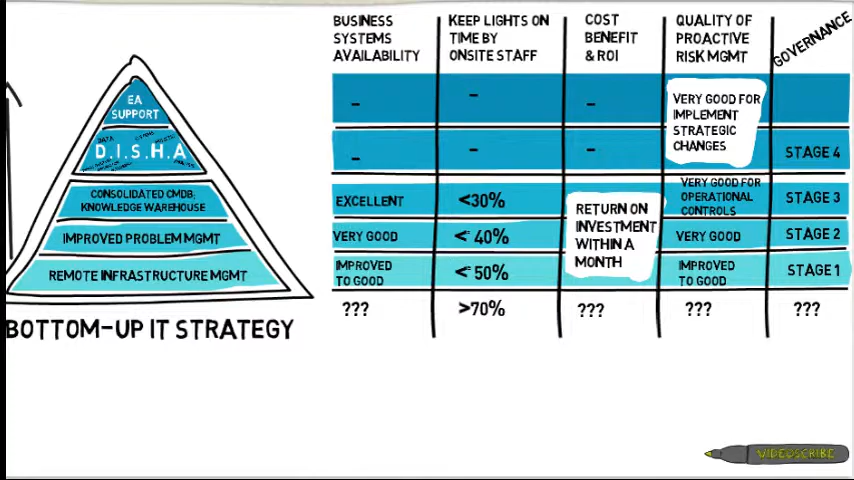 BUSINESS
SYSTEMS
AVAILABILITY
KEEP LIGHTS ON
TIME BY
ONSITE STAFF
COST
BENEFIT
& ROI
QUALITY OF
PROACTIVE
RISK MGMT
GOVERNANCE
EA
SUPPORT
– – –
VERY GOOD FOR
IMPLEMENT
STRATEGIC
CHANGES
D.I.S.H.A
– – –
STAGE 4
CONSOLIDATED CMDB,
KNOWLEDGE WAREHOUSE
EXCELLENT
<30%
RETURN ON
INVESTMENT
WITHIN A
MONTH
VERY GOOD FOR
OPERATIONAL
CONTROLS
STAGE 3
IMPROVED PROBLEM MGMT
VERY GOOD
< 40%
VERY GOOD
STAGE 2
REMOTE INFRASTRUCTURE MGMT
IMPROVED
TO GOOD
< 50%
IMPROVED
TO GOOD
STAGE 1
??? >70% ??? ??? ???
BOTTOM-UP IT STRATEGY
VIDEOSCRIBE